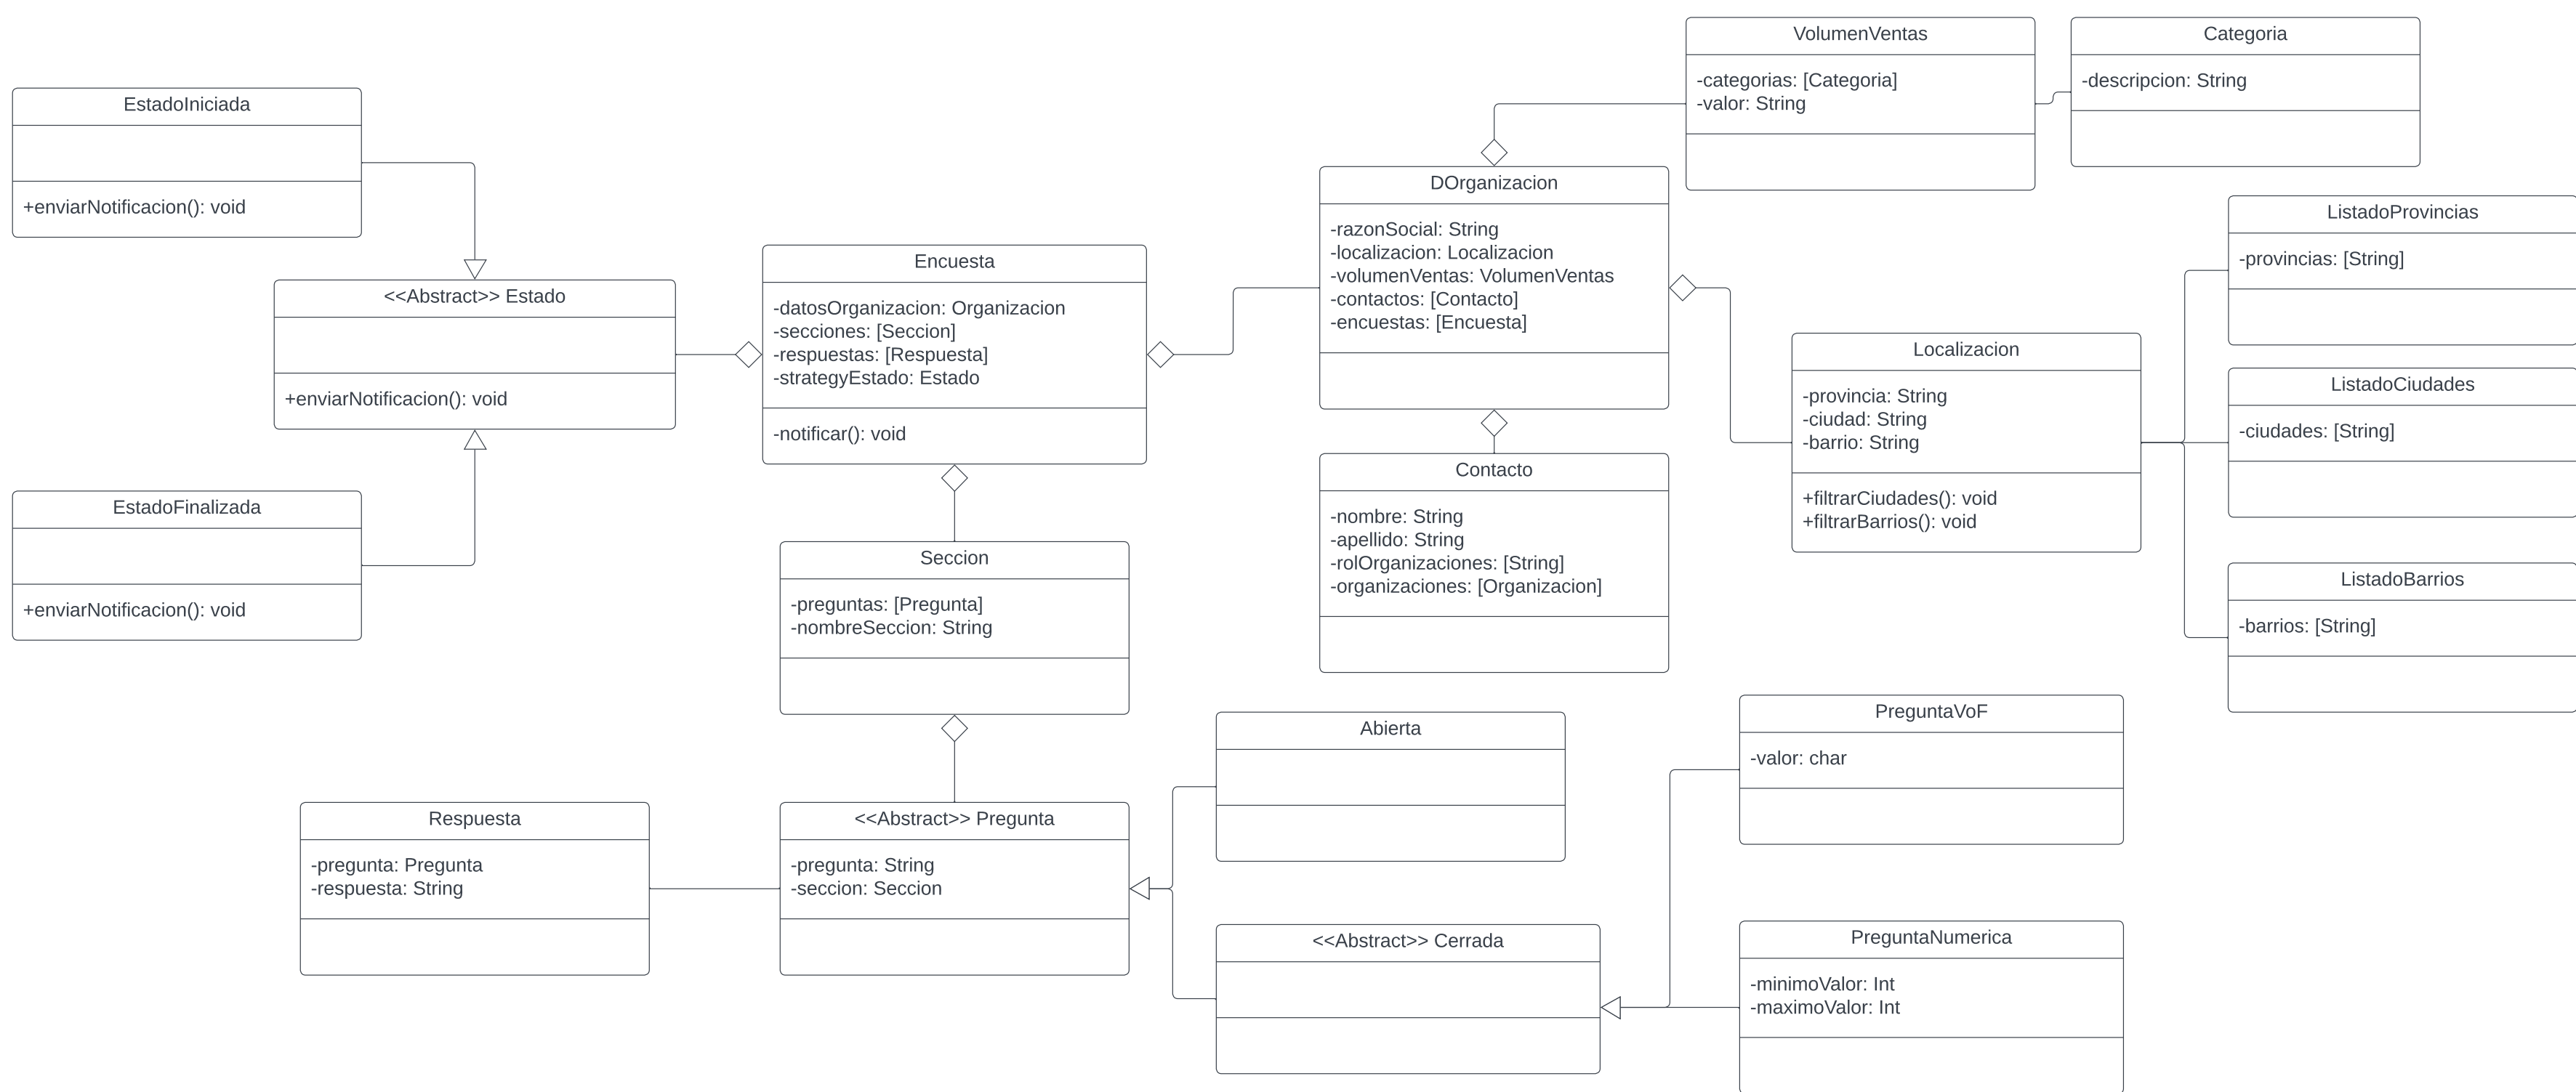 VolumenVentas
-categorias: [Categoria]
-valor: String
Categoria
-descripcion: String
EstadoIniciada
+enviarNotificacion(): void
DOrganizacion
-razonSocial: String
-localizacion: Localizacion
-volumenVentas: VolumenVentas
-contactos: [Contacto]
-encuestas: [Encuesta]
ListadoProvincias
-provincias: [String]
Encuesta
-datosOrganizacion: Organizacion
-secciones: [Seccion]
-respuestas: [Respuesta]
-strategyEstado: Estado
-notificar(): void
<<Abstract>> Estado
+enviarNotificacion(): void
Localizacion
-provincia: String
-ciudad: String
-barrio: String
+filtrarCiudades(): void
+filtrarBarrios(): void
ListadoCiudades
-ciudades: [String]
Contacto
-nombre: String
-apellido: String
-rolOrganizaciones: [String]
-organizaciones: [Organizacion]
EstadoFinalizada
+enviarNotificacion(): void
Seccion
-preguntas: [Pregunta]
-nombreSeccion: String
ListadoBarrios
-barrios: [String]
Abierta
PreguntaVoF
-valor: char
Respuesta
-pregunta: Pregunta
-respuesta: String
<<Abstract>> Pregunta
-pregunta: String
-seccion: Seccion
<<Abstract>> Cerrada
PreguntaNumerica
-minimoValor: Int
-maximoValor: Int